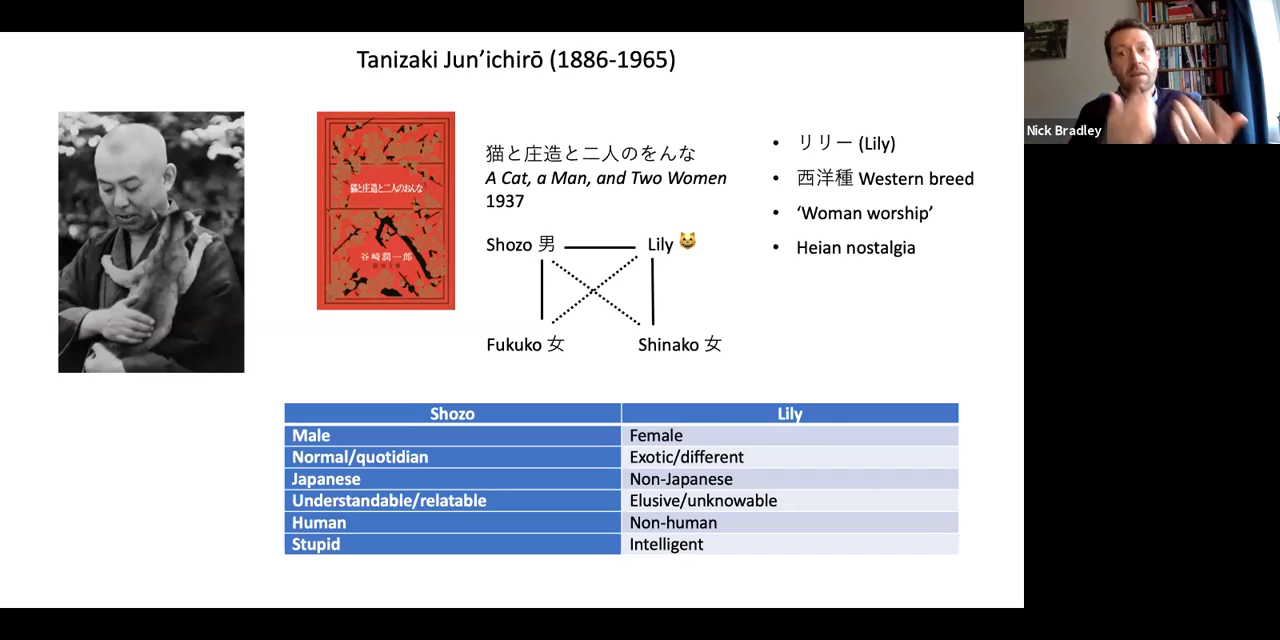 Tanizaki Jun’ichirō (1886-1965)
猫と庄造と二人のおんな
谷崎潤一郎
猫と庄造と二人のをんな
A Cat, a Man, and Two Women
1937
Shozo 男
Lily 😺
Fukuko 女
Shinako 女
• リリー (Lily)
• 西洋種 Western breed
• ‘Woman worship’
• Heian nostalgia
Shozo Lily
Male Female
Normal/quotidian Exotic/different
Japanese Non-Japanese
Understandable/relatable Elusive/unknowable
Human Non-human
Stupid Intelligent
Nick Bradley